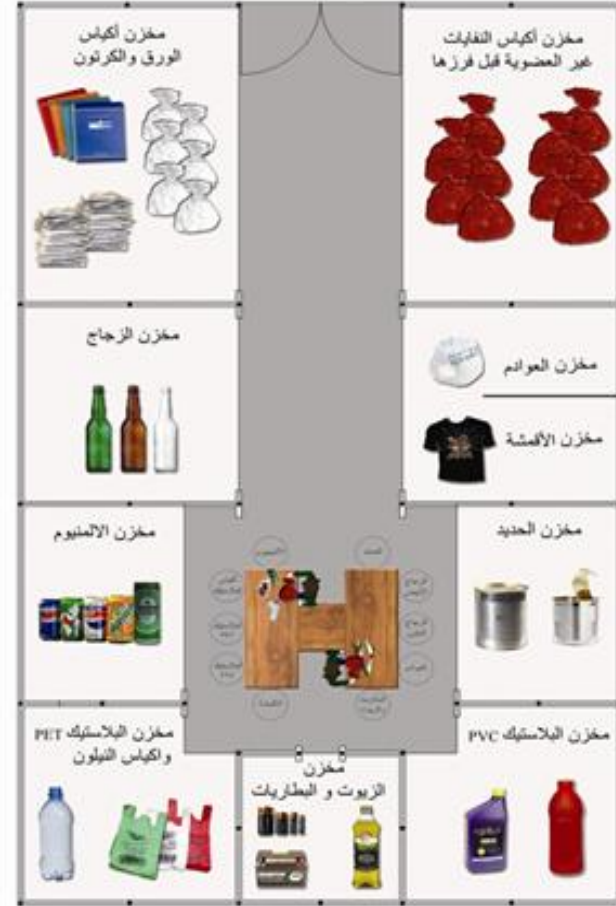 مخزن أكياس النفايات
غير العضوية قبل فرزها
مخزن أكياس
الورق والكرتون
مخزن العوادم
مخزن الأقمشة
مخزن الزجاج
مخزن الحديد
مخزن الالمنيوم
مخزن البلاستيك PVC
مخزن
الزيوت و البطاريات
مخزن البلاستيك PET
واكياس النيلون